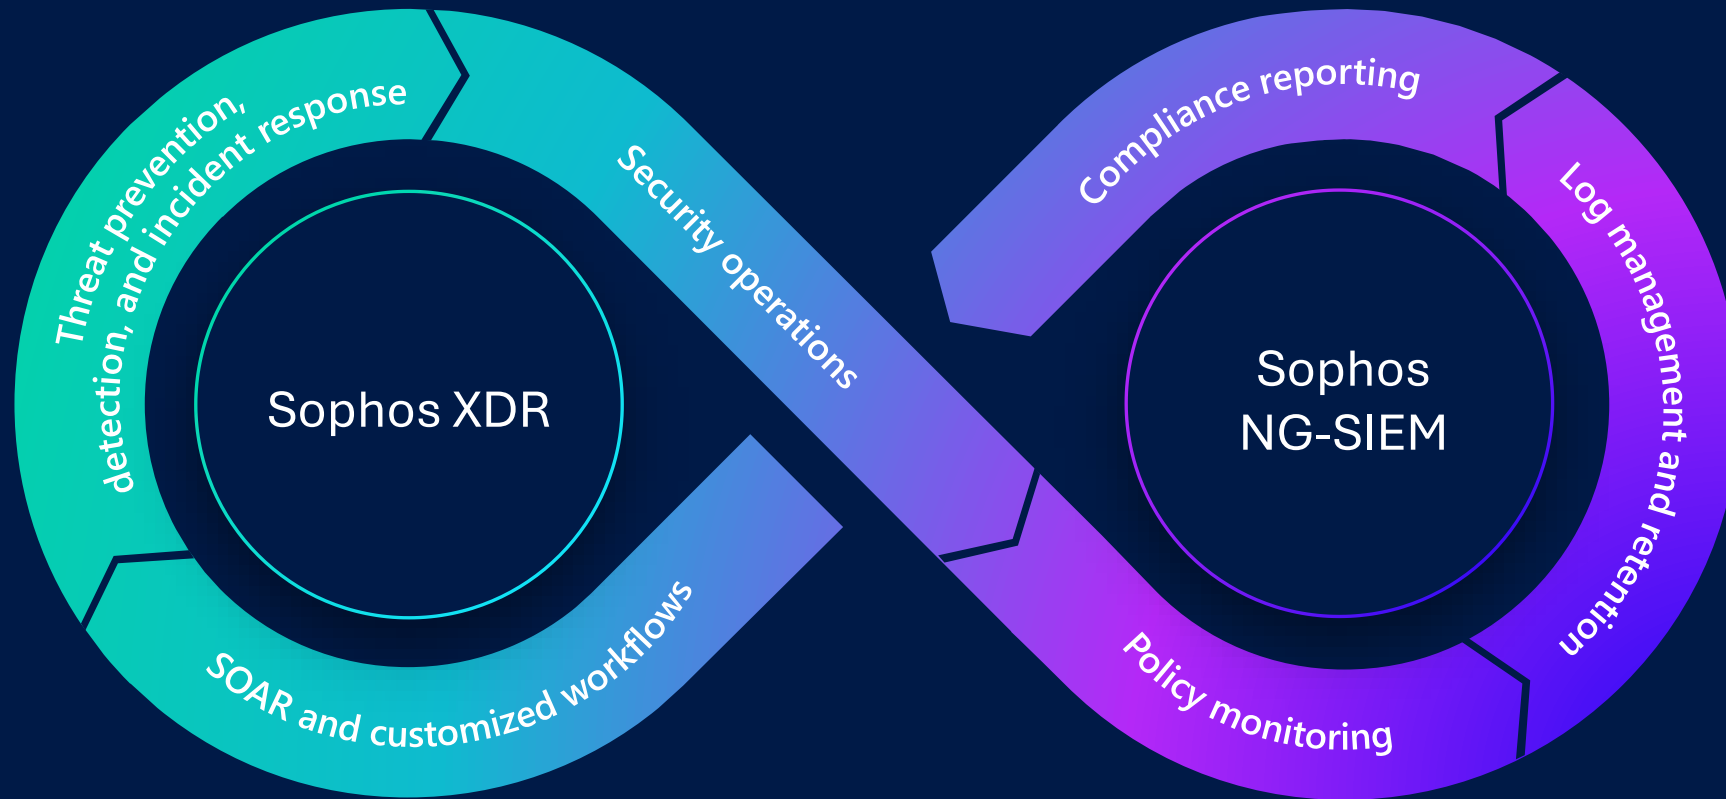 Threat prevention,
detection, and incident response
Security operations
Sophos XDR
SOAR and customized workflows
Compliance reporting
Log management and retention
Sophos
NG-SIEM
Policy monitoring